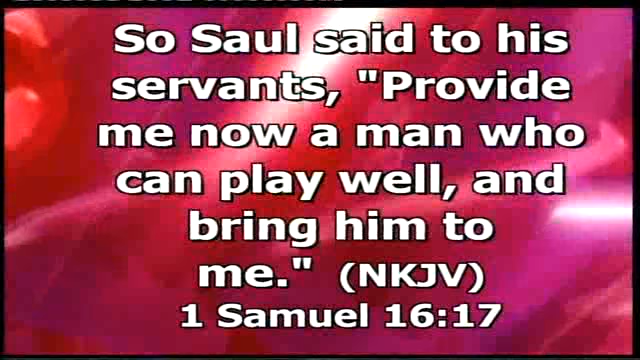 So Saul said to his
servants, "Provide
me now a man who
can play well, and
bring him to
me." (NKJV)
1 Samuel 16:17